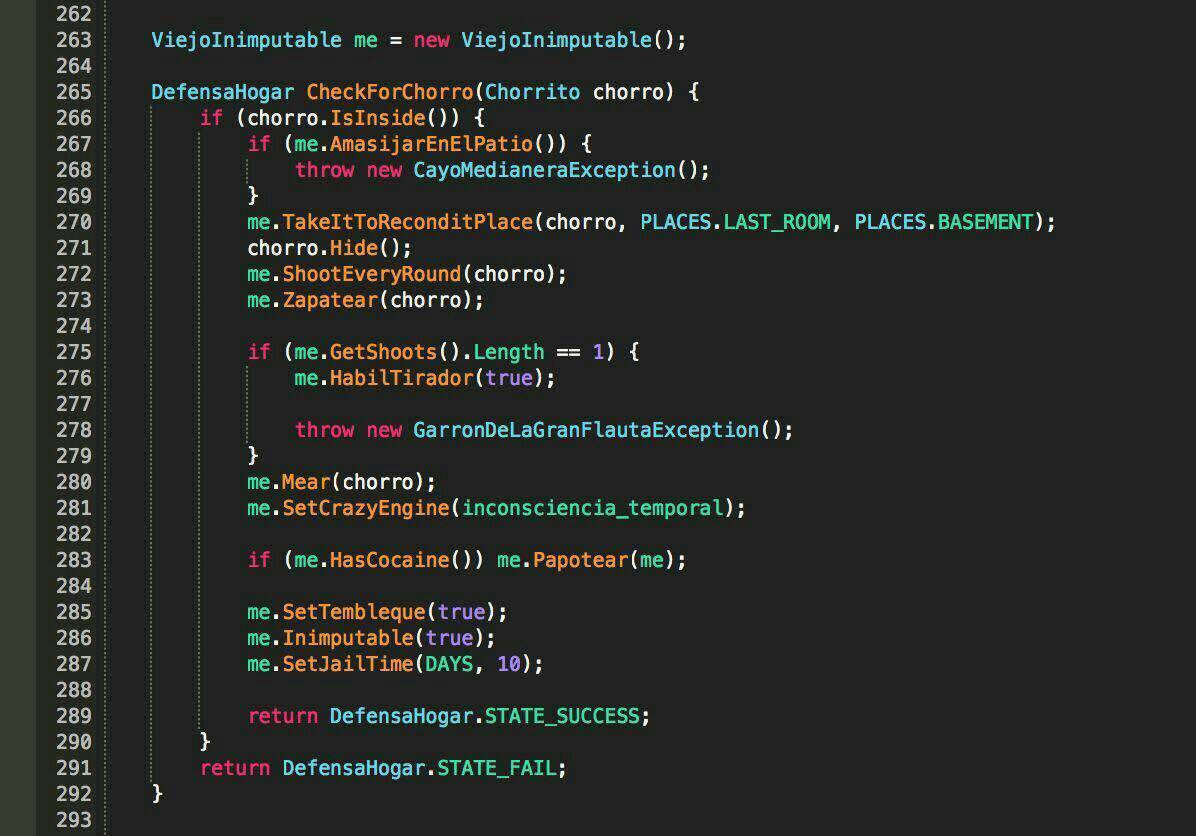 262
263 ViejoInimputable me = new ViejoInimputable();
264
265 DefensaHogar CheckForChorro(Chorrito chorro) {
266 if (chorro.IsInside()) {
267 if (me.AmasijarEnElPatio()) {
268 throw new CayoMedianeraException();
269 }
270 me.TakeItToReconditPlace(chorro, PLACES.LAST_ROOM, PLACES.BASEMENT);
271 chorro.Hide();
272 me.ShootEveryRound(chorro);
273 me.Zapatear(chorro);
274
275 if (me.GetShoots().Length == 1) {
276 me.HabilTirador(true);
277
278 throw new GarronDeLaGranFlautaException();
279 }
280 me.Mear(chorro);
281 me.SetCrazyEngine(inconsciencia_temporal);
282
283 if (me.HasCocaine()) me.Papotear(me);
284
285 me.SetTembleque(true);
286 me.Inimputable(true);
287 me.SetJailTime(DAYS, 10);
288
289 return DefensaHogar.STATE_SUCCESS;
290 }
291 return DefensaHogar.STATE_FAIL;
292 }
293